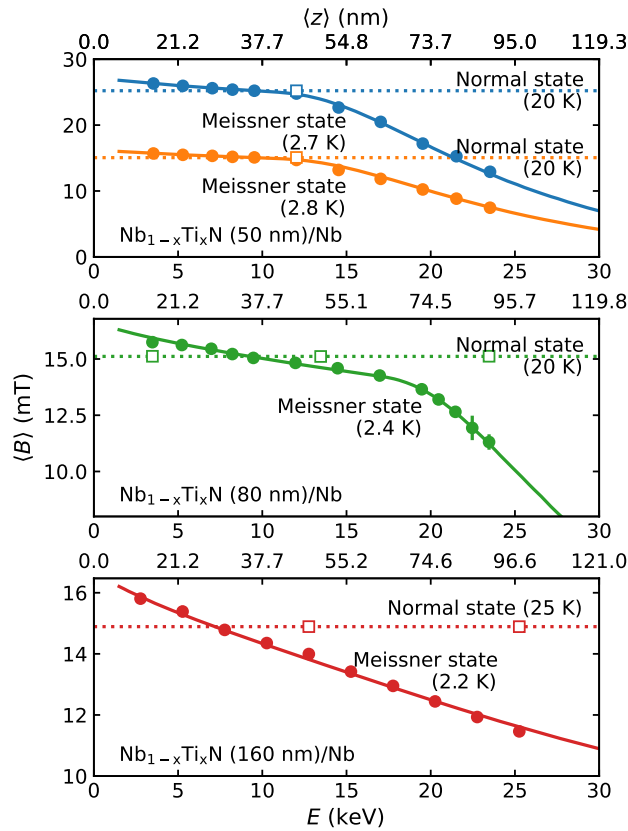 ⟨z⟩ (nm)
0.0 21.2 37.7 54.8 73.7 95.0 119.3
30
20
10
0
Normal state
(20 K)
Meissner state
(2.7 K)
Normal state
(20 K)
Meissner state
(2.8 K)
Nb₁₋ₓTiₓN (50 nm)/Nb
0 5 10 15 20 25 30
0.0 21.2 37.7 55.1 74.5 95.7 119.8
⟨B⟩ (mT)
15.0
12.5
10.0
Normal state
(20 K)
Meissner state
(2.4 K)
Nb₁₋ₓTiₓN (80 nm)/Nb
0 5 10 15 20 25 30
0.0 21.2 37.7 55.2 74.6 96.6 121.0
16
14
12
10
Normal state (25 K)
Meissner state
(2.2 K)
Nb₁₋ₓTiₓN (160 nm)/Nb
0 5 10 15 20 25 30
E (keV)